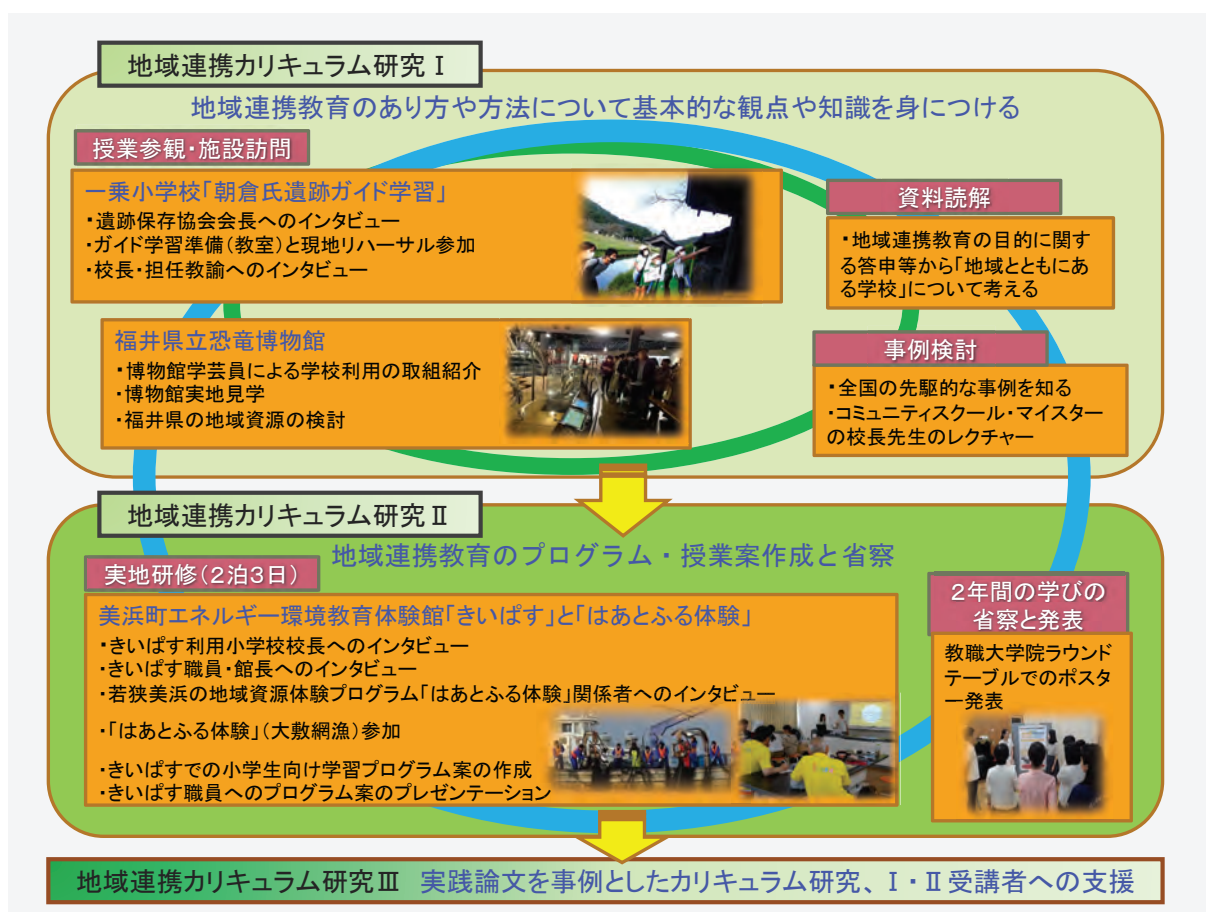 地域連携カリキュラム研究Ⅰ
地域連携教育のあり方や方法について基本的な観点や知識を身につける
授業参観・施設訪問
一乗小学校「朝倉氏遺跡ガイド学習」
・遺跡保存協会会長へのインタビュー
・ガイド学習準備(教室)と現地リハーサル参加
・校長・担任教諭へのインタビュー
福井県立恐竜博物館
・博物館学芸員による学校利用の取組紹介
・博物館実地見学
・福井県の地域資源の検討
資料読解
・地域連携教育の目的に関す
る答申等から「地域とともにあ
る学校」について考える
事例検討
・全国の先駆的な事例を知る
・コミュニティスクール・マイスター
の校長先生のレクチャー
地域連携カリキュラム研究Ⅱ
地域連携教育のプログラム・授業案作成と省察
実地研修(2泊3日)
美浜町エネルギー環境教育体験館「きいぱす」と「はあとふる体験」
・きいぱす利用小学校校長へのインタビュー
・きいぱす職員・館長へのインタビュー
・若狭美浜の地域資源体験プログラム「はあとふる体験」関係者へのインタビュー
・「はあとふる体験」(大敷網漁)参加
・きいぱすでの小学生向け学習プログラム案の作成
・きいぱす職員へのプログラム案のプレゼンテーション
2年間の学びの
省察と発表
教職大学院ラウンド
テーブルでのポスタ
ー発表
地域連携カリキュラム研究Ⅲ 実践論文を事例としたカリキュラム研究、Ⅰ・Ⅱ受講者への支援